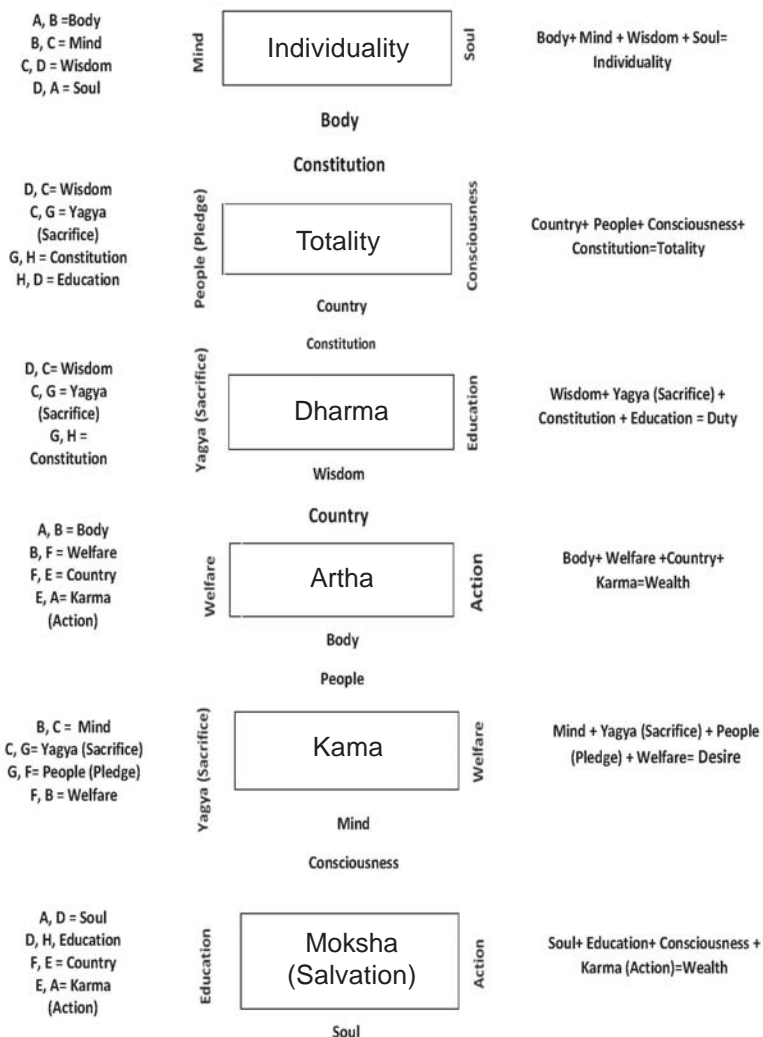 A, B =Body
B, C = Mind
C, D = Wisdom
D, A = Soul
Mind
Individuality
Soul
Body
Body+ Mind + Wisdom + Soul=
Individuality
Constitution
D, C= Wisdom
C, G = Yagya
(Sacrifice)
G, H = Constitution
H, D = Education
People (Pledge)
Totality
Consciousness
Country
Country+ People+ Consciousness+
Constitution=Totality
Constitution
D, C= Wisdom
C, G = Yagya
(Sacrifice)
G, H =
Constitution
Yagya (Sacrifice)
Dharma
Education
Wisdom
Wisdom+ Yagya (Sacrifice) +
Constitution + Education = Duty
Country
A, B = Body
B, F = Welfare
F, E = Country
E, A= Karma
(Action)
Welfare
Artha
Action
Body
Body+ Welfare +Country+
Karma=Wealth
People
B, C = Mind
C, G= Yagya (Sacrifice)
G, F= People (Pledge)
F, B = Welfare
Yagya (Sacrifice)
Kama
Welfare
Mind
Mind + Yagya (Sacrifice) + People
(Pledge) + Welfare= Desire
Consciousness
A, D = Soul
D, H, Education
F, E = Country
E, A= Karma
(Action)
Education
Moksha
(Salvation)
Action
Soul
Soul+ Education+ Consciousness +
Karma (Action)=Wealth